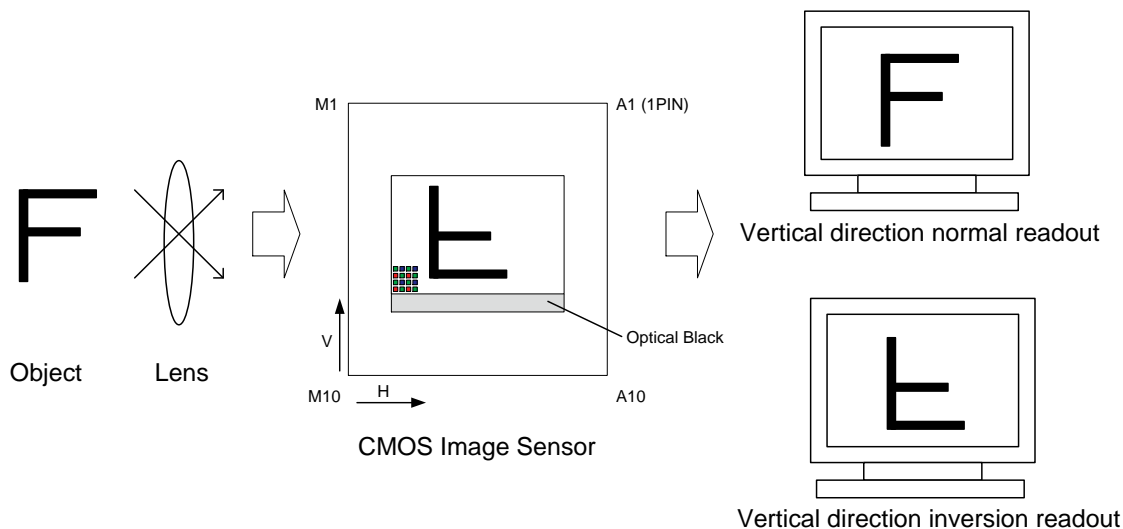 M1
A1 (1PIN)
F
F
Vertical direction normal readout
Optical Black
V
Object
Lens
M10
H
A10
CMOS Image Sensor
Vertical direction inversion readout